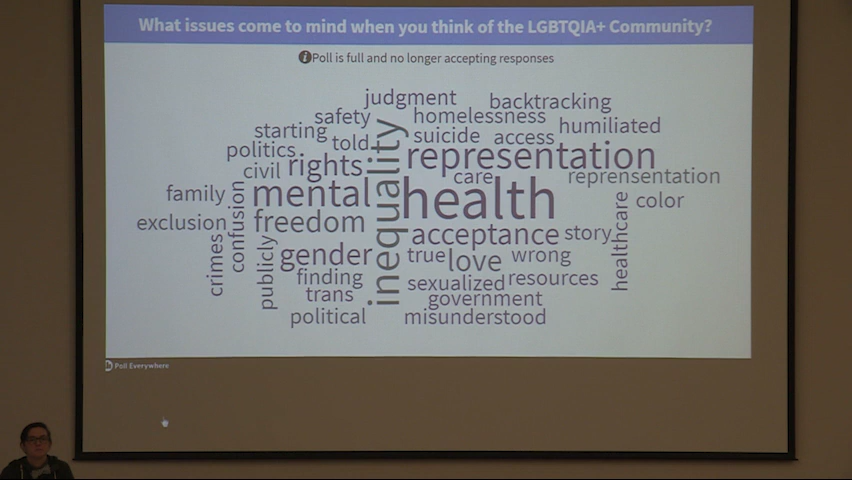 What issues come to mind when you think of the LGBTQIA+ Community?
i Poll is full and no longer accepting responses
judgment
backtracking
safety
homelessness
starting
told
suicide
access
humiliated
politics
rights
inequality
representation
civil
care
reprensentation
family
mental
health
color
exclusion
confusion
freedom
acceptance
story
healthcare
crimes
publicly
gender
true
love
wrong
finding
sexualized
resources
trans
government
political
misunderstood
Poll Everywhere